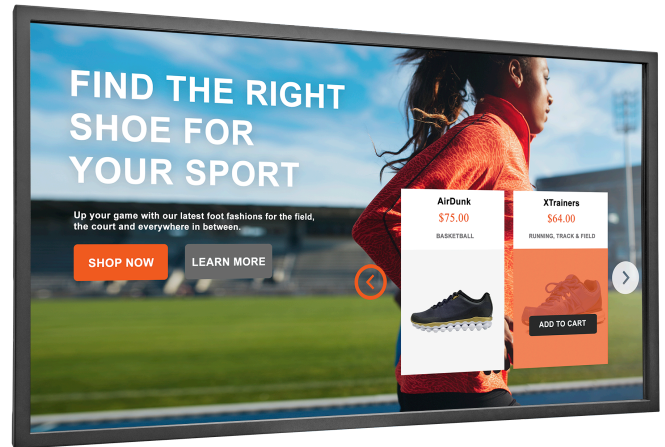 FIND THE RIGHT
SHOE FOR
YOUR SPORT
Up your game with our latest foot fashions for the field,
the court and everywhere in between.
SHOP NOW
LEARN MORE
AirDunk
$75.00
BASKETBALL
XTrainers
$64.00
RUNNING, TRACK & FIELD
ADD TO CART